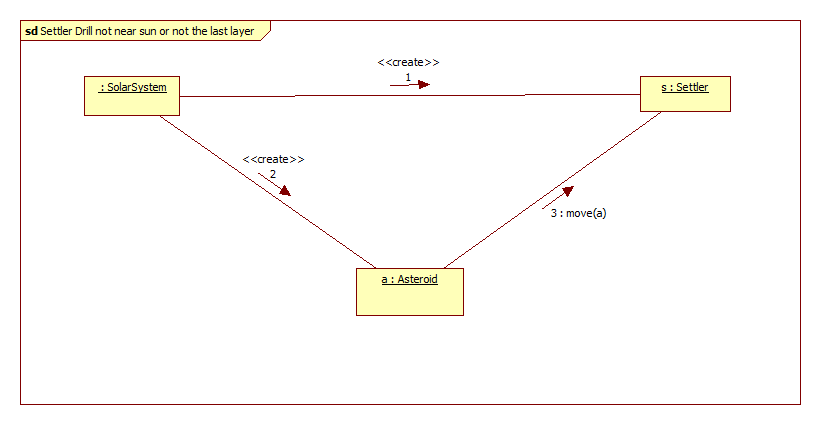 sd Settler Drill not near sun or not the last layer
<<create>>
1
: SolarSystem
s : Settler
<<create>>
2
3 : move(a)
a : Asteroid